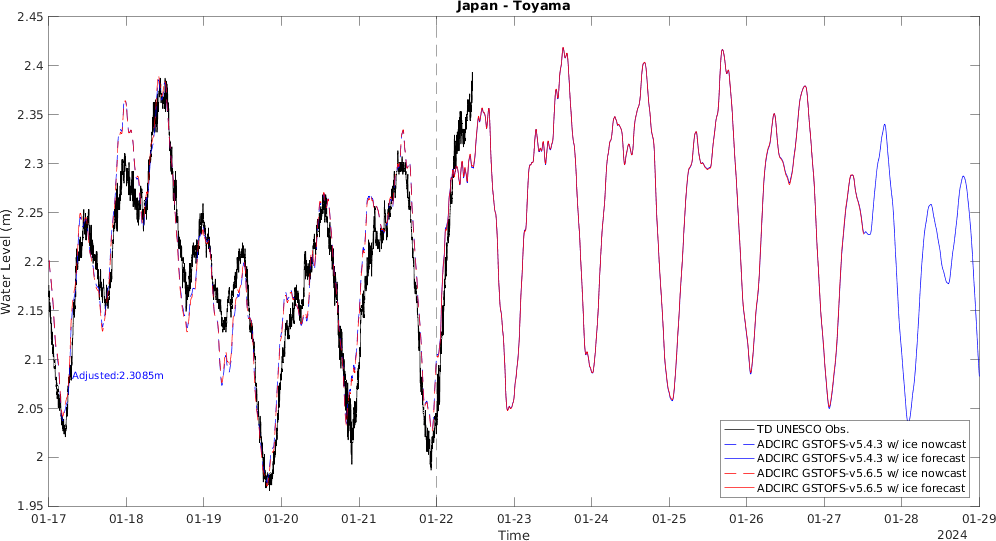 Japan - Toyama
Water Level (m)
2.45
2.4
2.35
2.3
2.25
2.2
2.15
2.1
2.05
2
1.95
Adjusted:2.3085m
TD UNESCO Obs.
ADCIRC GSTOFS-v5.4.3 w/ ice nowcast
ADCIRC GSTOFS-v5.4.3 w/ ice forecast
ADCIRC GSTOFS-v5.6.5 w/ ice nowcast
ADCIRC GSTOFS-v5.6.5 w/ ice forecast
01-17 01-18 01-19 01-20 01-21 01-22 01-23 01-24 01-25 01-26 01-27 01-28 01-29
Time
2024